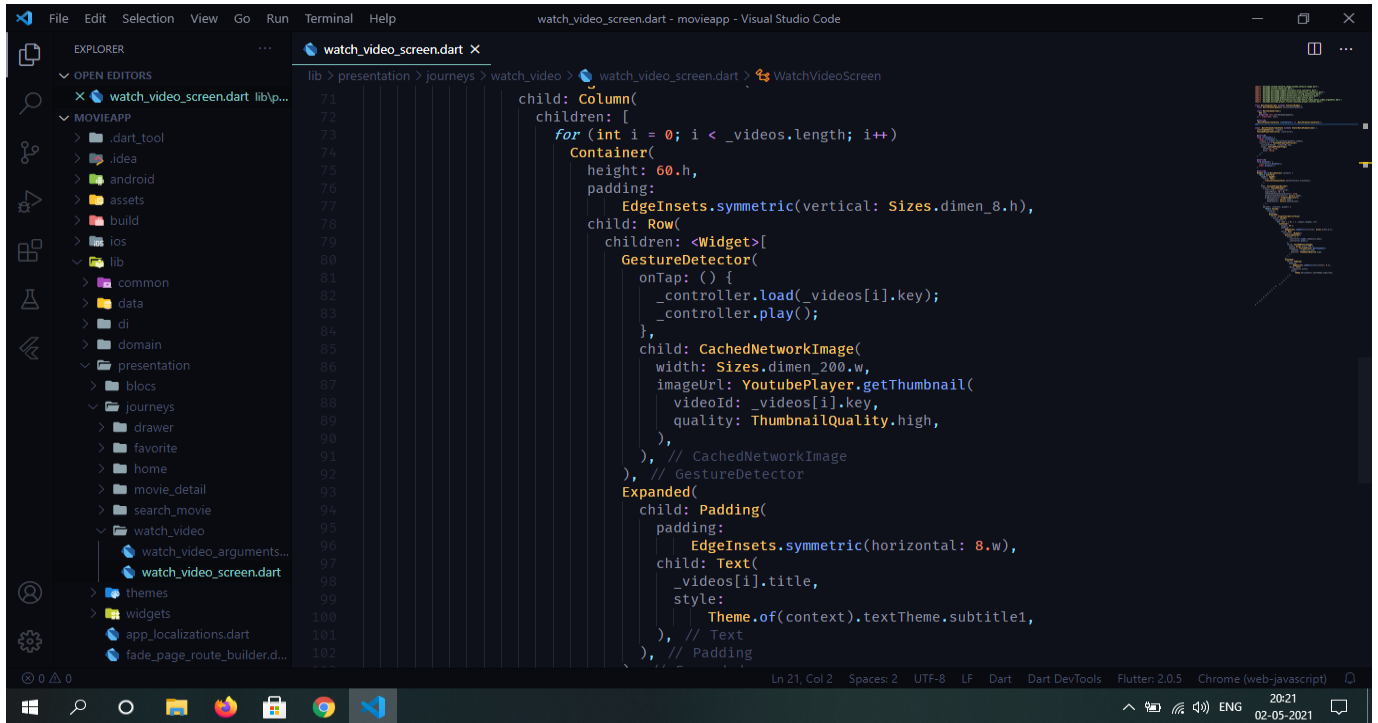 File Edit Selection View Go Run Terminal Help
watch_video_screen.dart - movieapp - Visual Studio Code
EXPLORER
OPEN EDITORS
watch_video_screen.dart lib\p...
MOVIEAPP
.dart_tool
.idea
android
assets
build
ios
lib
common
data
di
domain
presentation
blocs
journeys
drawer
favorite
home
movie_detail
search_movie
watch_video
watch_video_arguments...
watch_video_screen.dart
themes
widgets
app_localizations.dart
fade_page_route_builder.d...
watch_video_screen.dart
lib > presentation > journeys > watch_video > watch_video_screen.dart > WatchVideoScreen
71 child: Column(
72 children: [
73 for (int i = 0; i < _videos.length; i++)
74 Container(
75 height: 60.h,
76 padding:
77 EdgeInsets.symmetric(vertical: Sizes.dimen_8.h),
78 child: Row(
79 children: <Widget>[
80 GestureDetector(
81 onTap: () {
82 _controller.load(_videos[i].key);
83 _controller.play();
84 },
85 child: CachedNetworkImage(
86 width: Sizes.dimen_200.w,
87 imageUrl: YoutubePlayer.getThumbnail(
88 videoId: _videos[i].key,
89 quality: ThumbnailQuality.high,
90 ),
91 ), // CachedNetworkImage
92 ), // GestureDetector
93 Expanded(
94 child: Padding(
95 padding:
96 EdgeInsets.symmetric(horizontal: 8.w),
97 child: Text(
98 _videos[i].title,
99 style:
100 Theme.of(context).textTheme.subtitle1,
101 ), // Text
102 ), // Padding
0 0
Ln 21, Col 2 Spaces: 2 UTF-8 LF Dart Dart DevTools Flutter: 2.0.5 Chrome (web-javascript)
ENG
20:21
02-05-2021